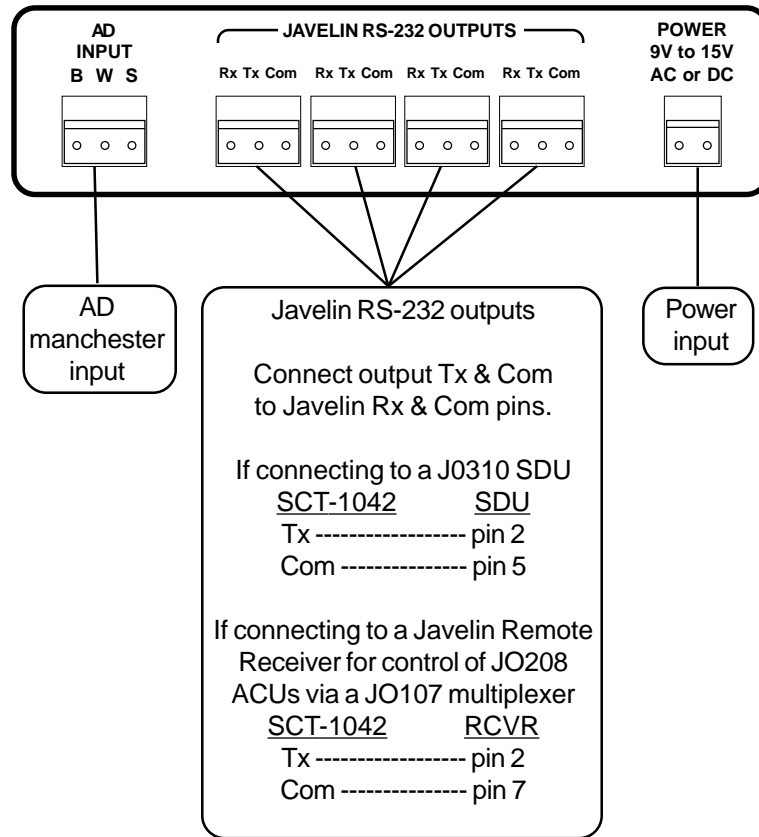 AD
INPUT
B W S
JAVELIN RS-232 OUTPUTS
Rx Tx Com Rx Tx Com Rx Tx Com Rx Tx Com
POWER
9V to 15V
AC or DC
AD
manchester
input
Javelin RS-232 outputs
Connect output Tx & Com
to Javelin Rx & Com pins.
If connecting to a J0310 SDU
SCT-1042 SDU
Tx ------------------ pin 2
Com --------------- pin 5
If connecting to a Javelin Remote
Receiver for control of JO208
ACUs via a JO107 multiplexer
SCT-1042 RCVR
Tx ------------------ pin 2
Com --------------- pin 7
Power
input